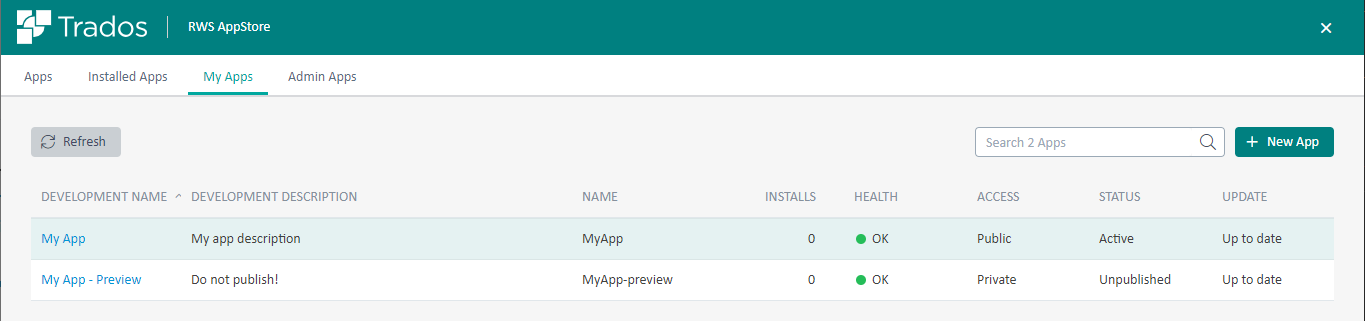 Trados RWS AppStore
Apps Installed Apps My Apps Admin Apps
Refresh Search 2 Apps New App
DEVELOPMENT NAME DEVELOPMENT DESCRIPTION NAME INSTALLS HEALTH ACCESS STATUS UPDATE
My App My app description MyApp 0 OK Public Active Up to date
My App - Preview Do not publish! MyApp-preview 0 OK Private Unpublished Up to date